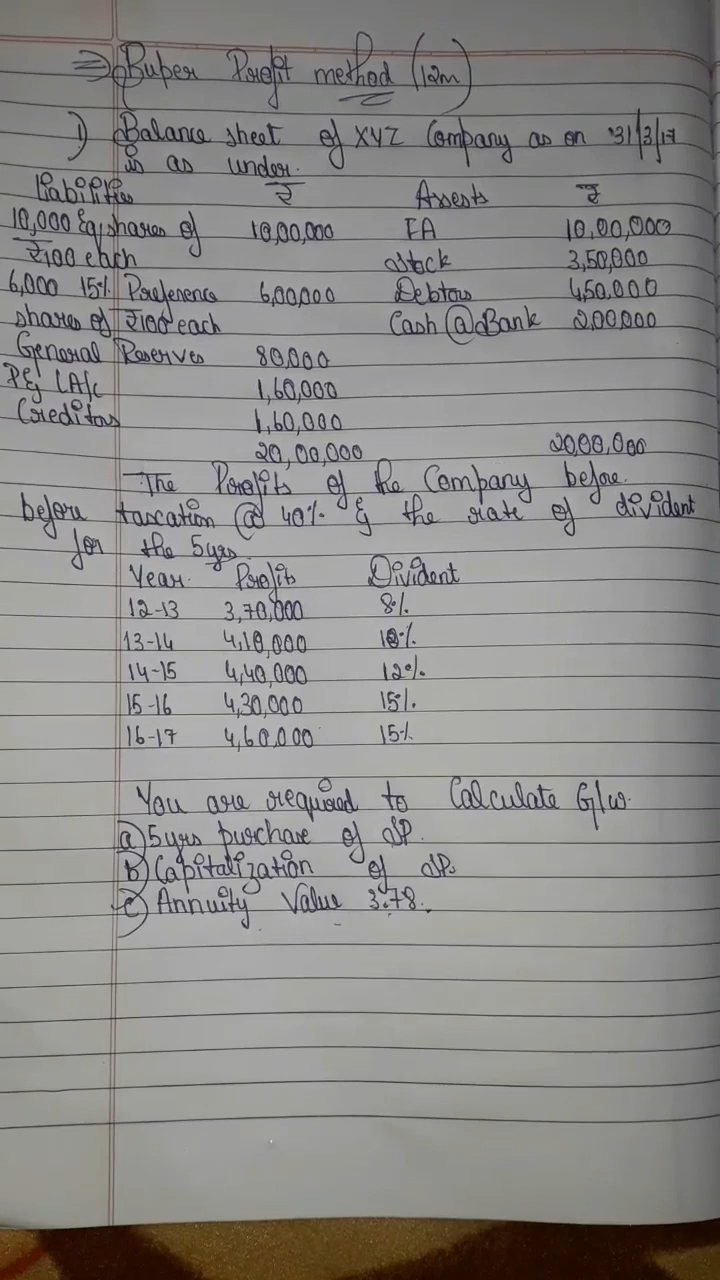 => Super Profit method (12m)
1) Balance sheet of XYZ Company as on 31/3/17
is as under.
Liabilities ₹ Assests ₹
10,000 Eq shares of 10,00,000 FA 10,00,000
₹100 each Stock 3,50,000
6,000 15% Preference 6,00,000 Debtors 4,50,000
shares of ₹100 each Cash @ Bank 2,00,000
General Reserves 80,000
P&L A/c 1,60,000
Creditors 1,60,000
20,00,000 20,00,000
The Profits of the Company before
before taxcation @ 40% & the rate of divident
for the 5yrs.
Year. Profits Divident
12-13 3,70,000 8%
13-14 4,10,000 10%
14-15 4,40,000 12%
15-16 4,30,000 15%
16-17 4,60,000 15%
You are required to Calculate G/w.
a) 5yrs purchase of SP.
b) Capitalization of SP.
c) Annuity Value 3.78.